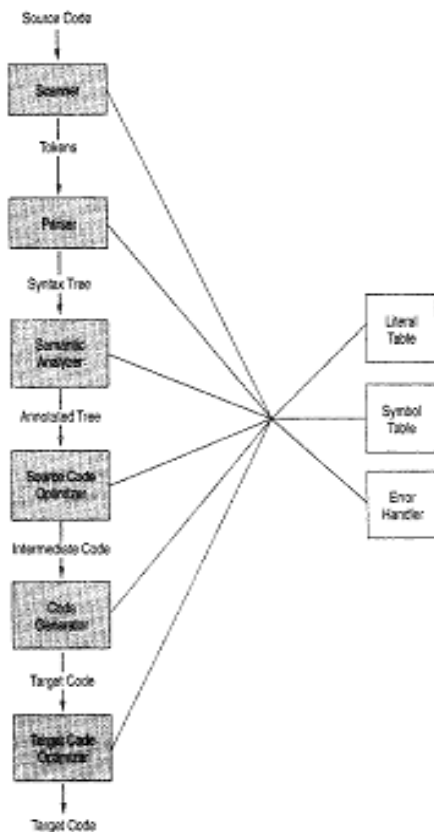 Source Code
Scanner
Tokens
Parser
Syntax Tree
Semantic
Analyzer
Annotated Tree
Source Code
Optimizer
Intermediate Code
Code
Generator
Target Code
Target Code
Optimizer
Target Code
Literal
Table
Symbol
Table
Error
Handler